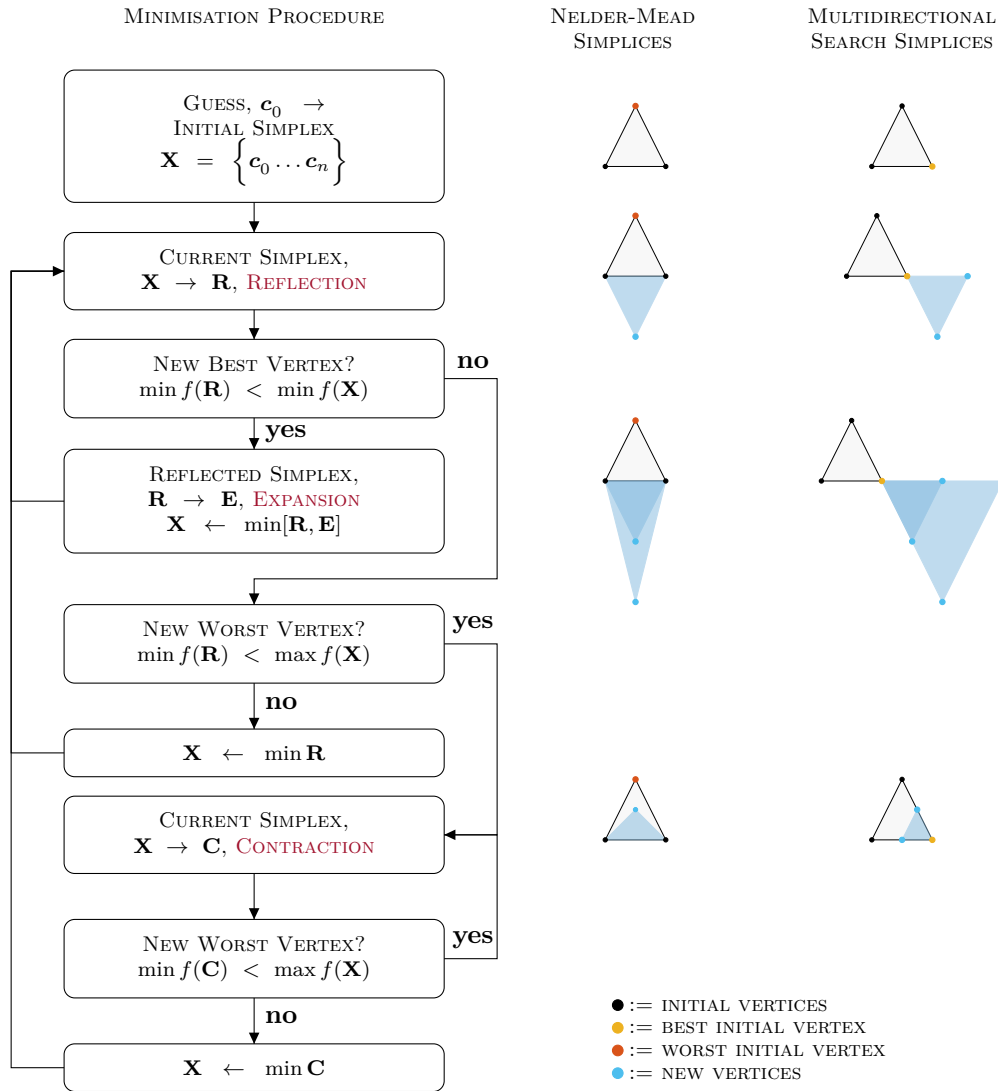 MINIMISATION PROCEDURE
NELDER-MEAD
SIMPLICES
MULTIDIRECTIONAL
SEARCH SIMPLICES
GUESS, c₀ →
INITIAL SIMPLEX
X = {c₀ … cₙ}
CURRENT SIMPLEX,
X → R, REFLECTION
NEW BEST VERTEX?
min f(R) < min f(X)
no
yes
REFLECTED SIMPLEX,
R → E, EXPANSION
X ← min[R, E]
NEW WORST VERTEX?
min f(R) < max f(X)
yes
no
X ← min R
CURRENT SIMPLEX,
X → C, CONTRACTION
NEW WORST VERTEX?
min f(C) < max f(X)
yes
no
X ← min C
:= INITIAL VERTICES
:= BEST INITIAL VERTEX
:= WORST INITIAL VERTEX
:= NEW VERTICES